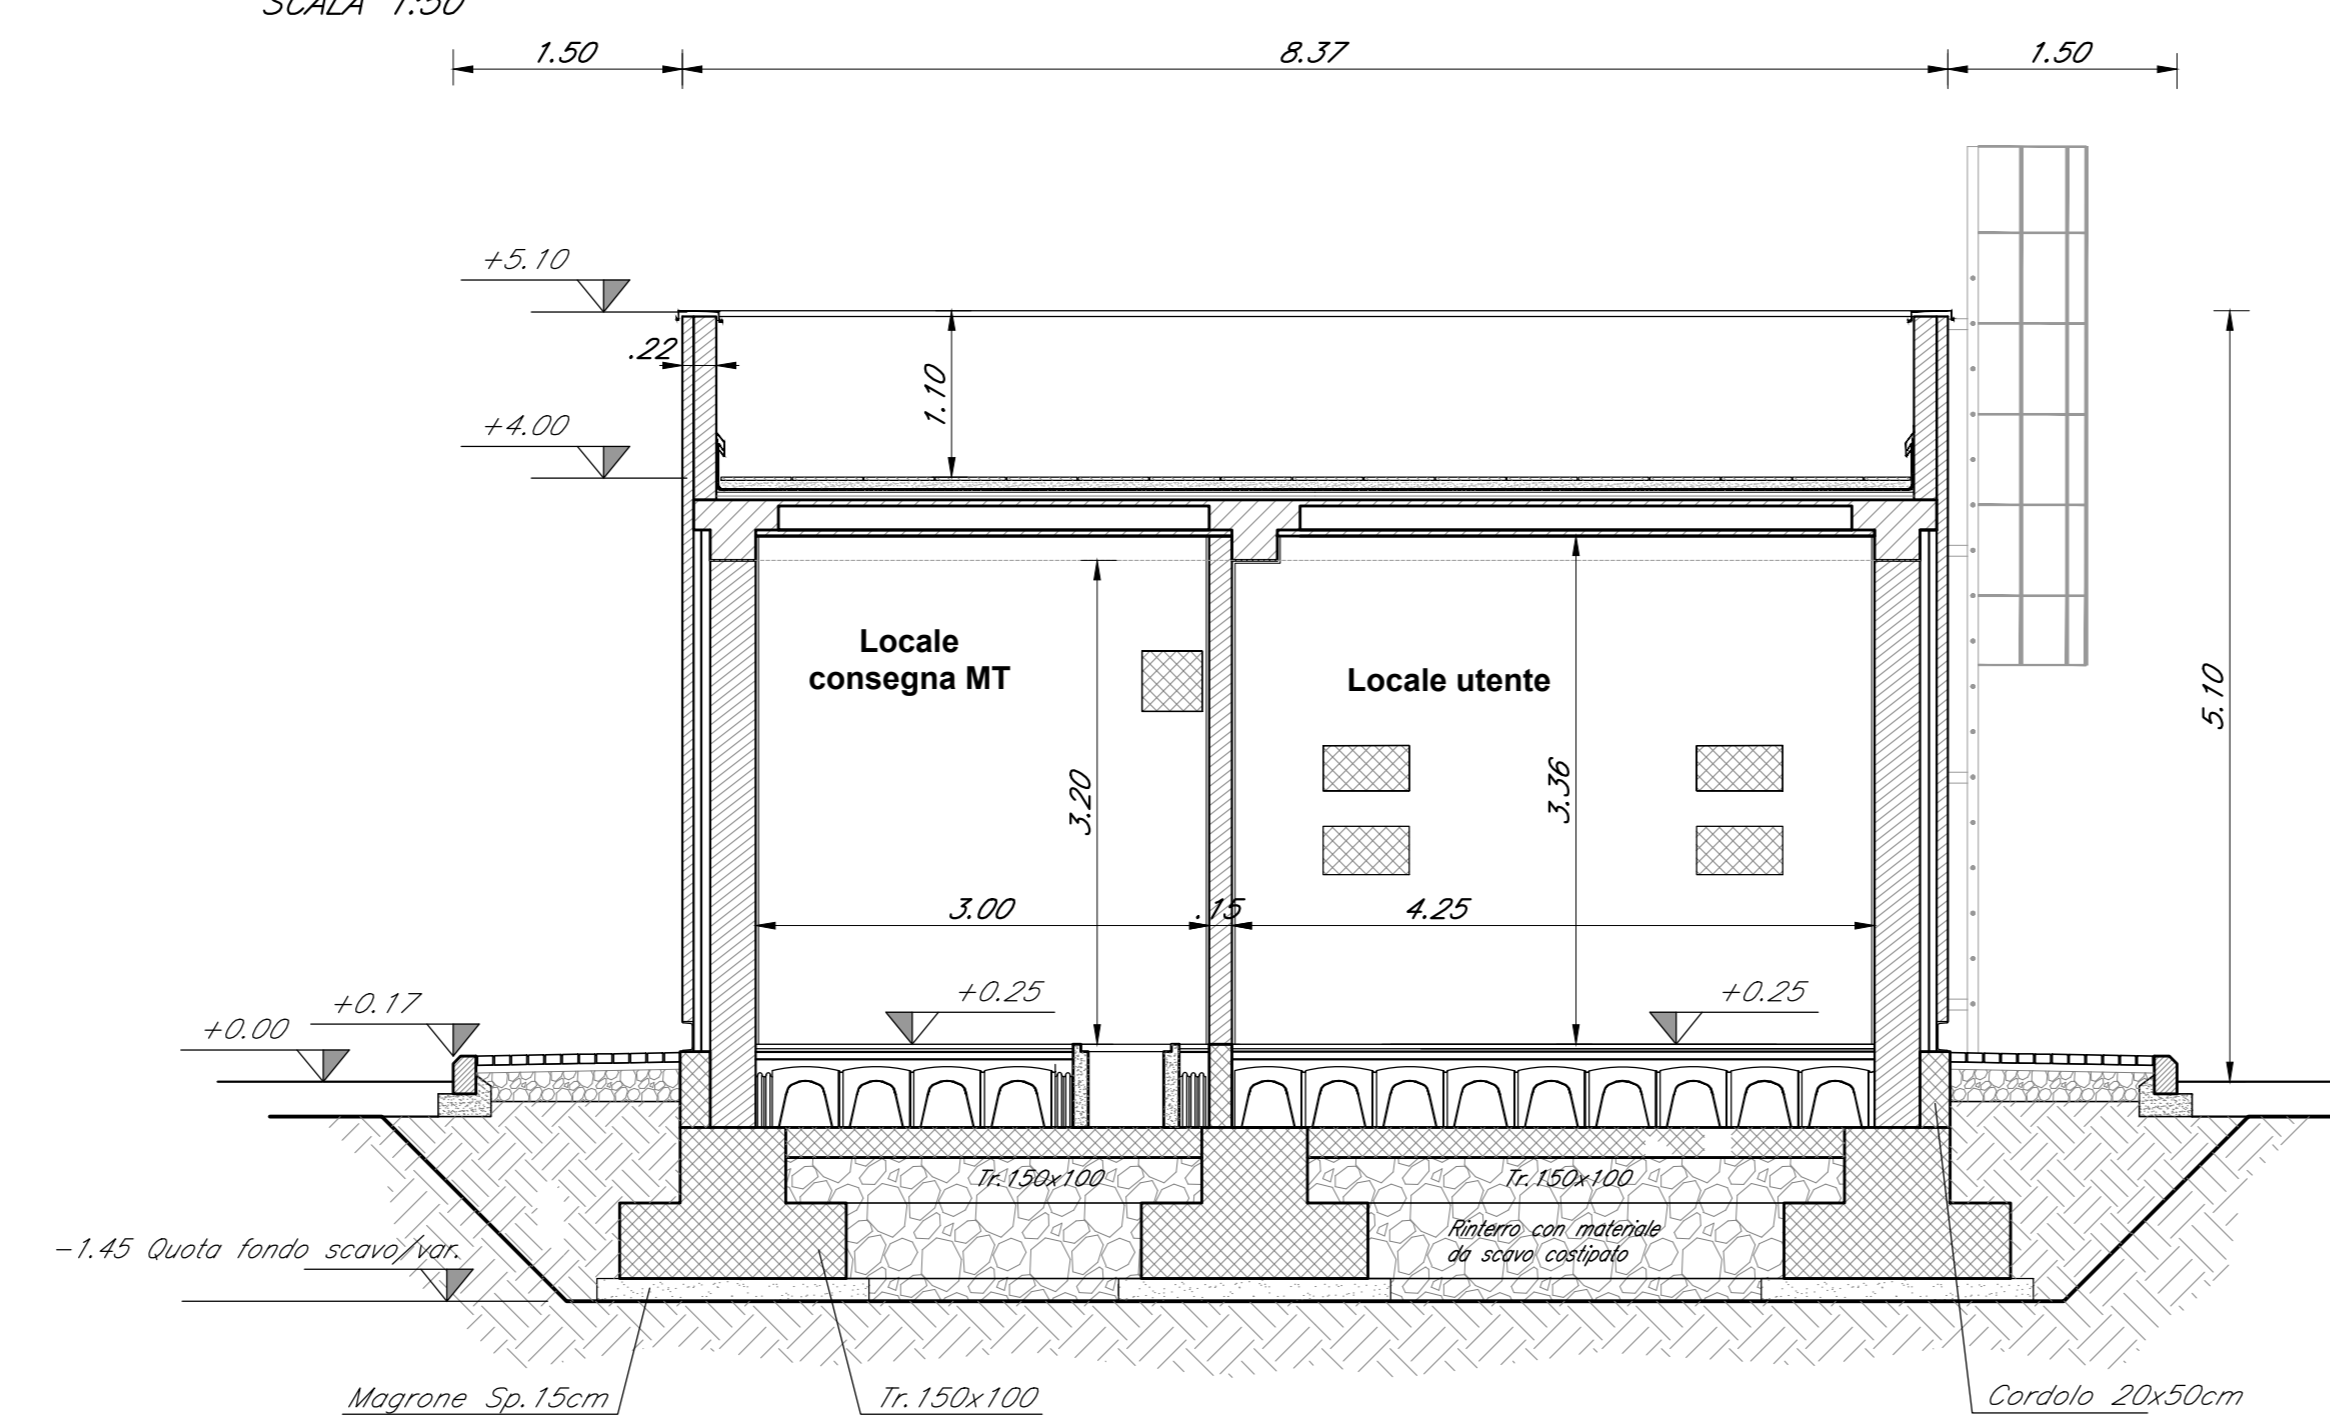 SCALA 1:50
1.50
8.37
1.50
+5.10
.22
1.10
+4.00
Locale
consegna MT
Locale utente
3.20
3.36
5.10
3.00
.15
4.25
+0.25
+0.25
+0.17
+0.00
Tr.150x100
Tr.150x100
Rinterro con materiale
da scavo costipato
-1.45 Quota fondo scavo/var.
Magrone Sp.15cm
Tr.150x100
Cordolo 20x50cm